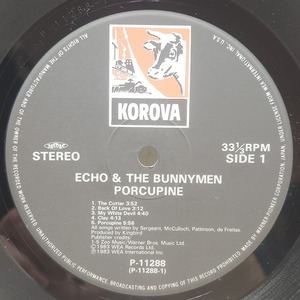 KOROVA
STEREO
33⅓RPM
SIDE 1
ECHO & THE BUNNYMEN
PORCUPINE
1. The Cutter 3:52
2. Back Of Love 3:12
3. My White Devil 4:40
4. Clay 4:13
5. Porcupine 5:58
All songs written by: Sergeant, McCulloch, Pattinson, de Freitas.
Produced by Kingbird
Publisher credits:
1-5 Zoo Music/Warner Bros. Music Ltd.
Ⓒ1983 WEA Records Ltd.
Ⓟ1983 WEA International Inc.
P-11288
(P-11288-1)